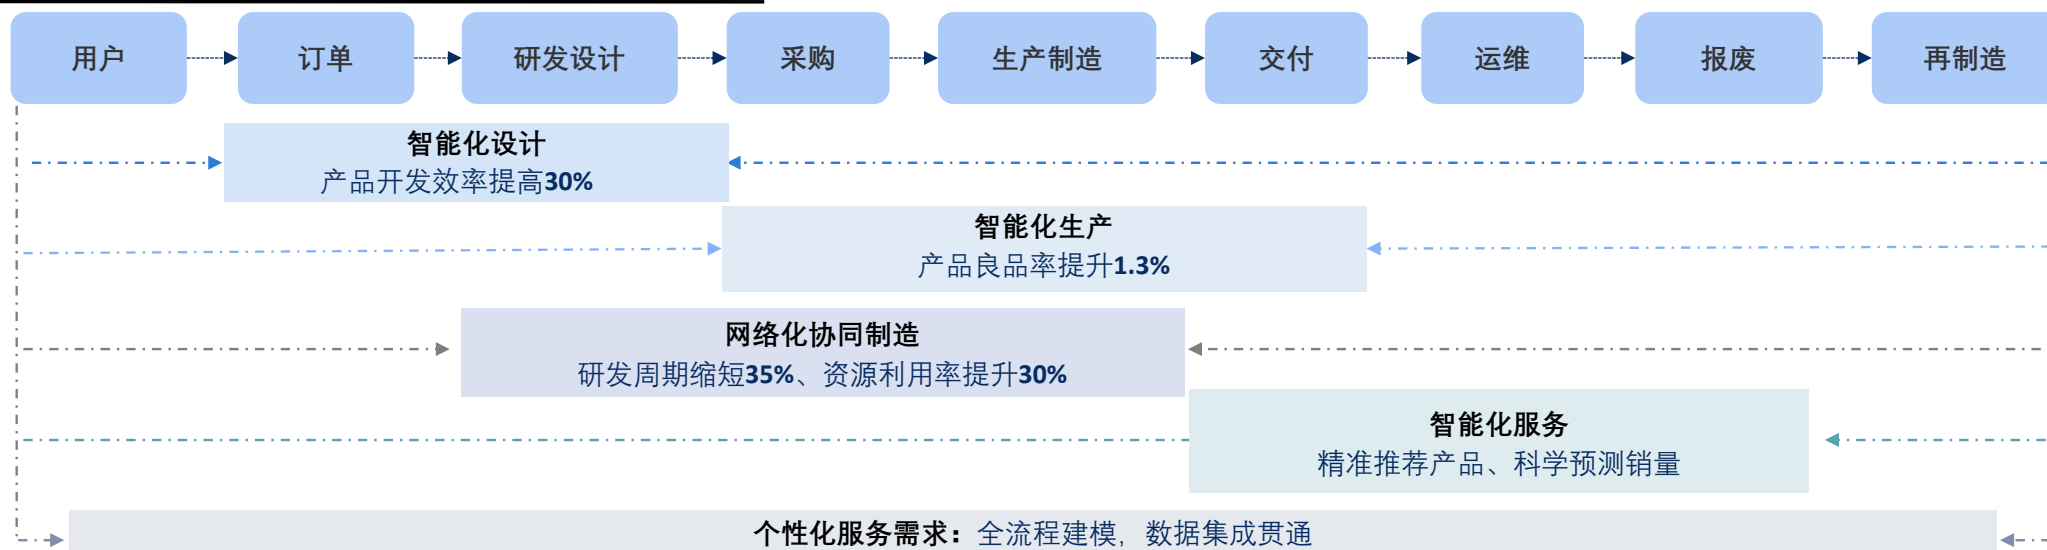 用户
订单
研发设计
采购
生产制造
交付
运维
报废
再制造
智能化设计
产品开发效率提高30%
智能化生产
产品良品率提升1.3%
网络化协同制造
研发周期缩短35%、资源利用率提升30%
智能化服务
精准推荐产品、科学预测销量
个性化服务需求：全流程建模，数据集成贯通